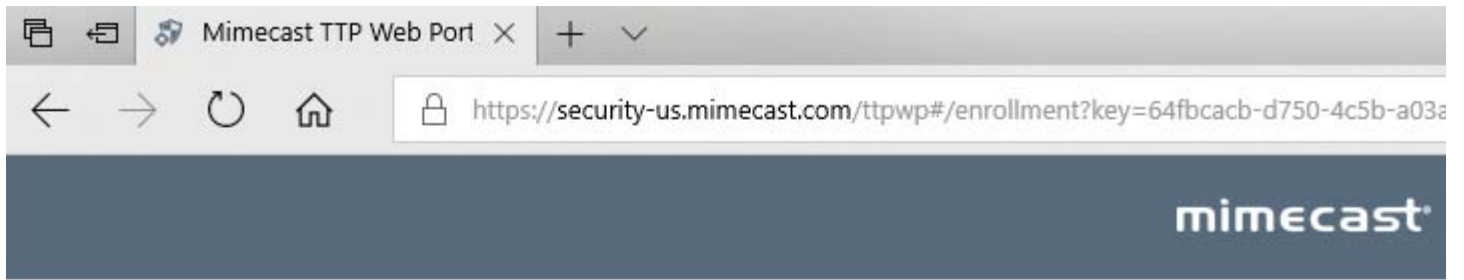 Mimecast TTP Web Port
https://security-us.mimecast.com/ttpwp#/enrollment?key=64fbcacb-d750-4c5b-a03a
mimecast